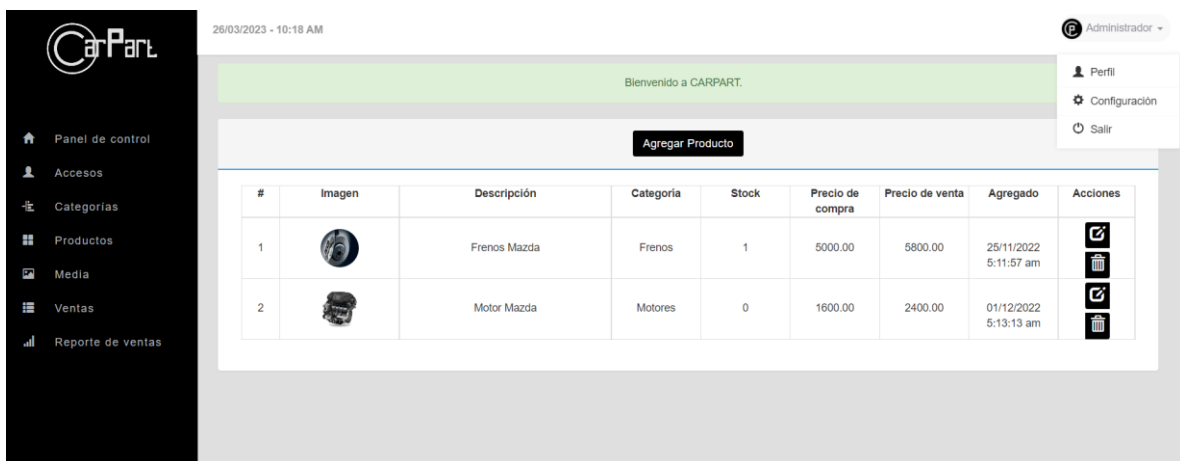 CarPart
26/03/2023 - 10:18 AM
Administrador
Perfil
Configuración
Salir
Bienvenido a CARPART.
Panel de control
Accesos
Categorías
Productos
Media
Ventas
Reporte de ventas
Agregar Producto
# Imagen Descripción Categoría Stock Precio de compra Precio de venta Agregado Acciones
1 Frenos Mazda Frenos 1 5000.00 5800.00 25/11/2022 5:11:57 am
2 Motor Mazda Motores 0 1600.00 2400.00 01/12/2022 5:13:13 am